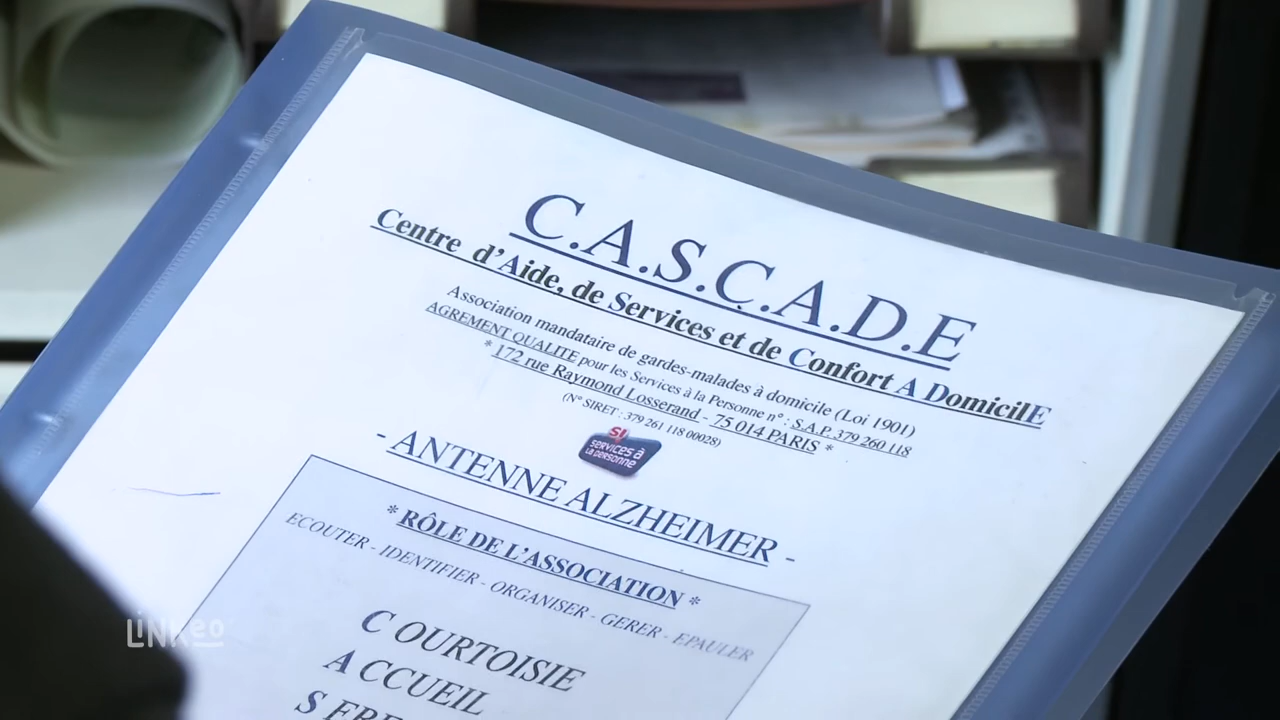 C.A.S.C.A.D.E
Centre d'Aide, de Services et de Confort A DomicilE
Association mandataire de gardes-malades à domicile (Loi 1901)
AGREMENT QUALITE pour les Services à la Personne n° : S.A.P. 379 260 118
* 172 rue Raymond Losserand - 75 014 PARIS *
(N° SIRET : 379 261 118 00028)
services à
la personne
- ANTENNE ALZHEIMER -
* RÔLE DE L'ASSOCIATION *
ECOUTER - IDENTIFIER - ORGANISER - GERER - EPAULER
C OURTOISIE
A CCUEIL
LiNKeo